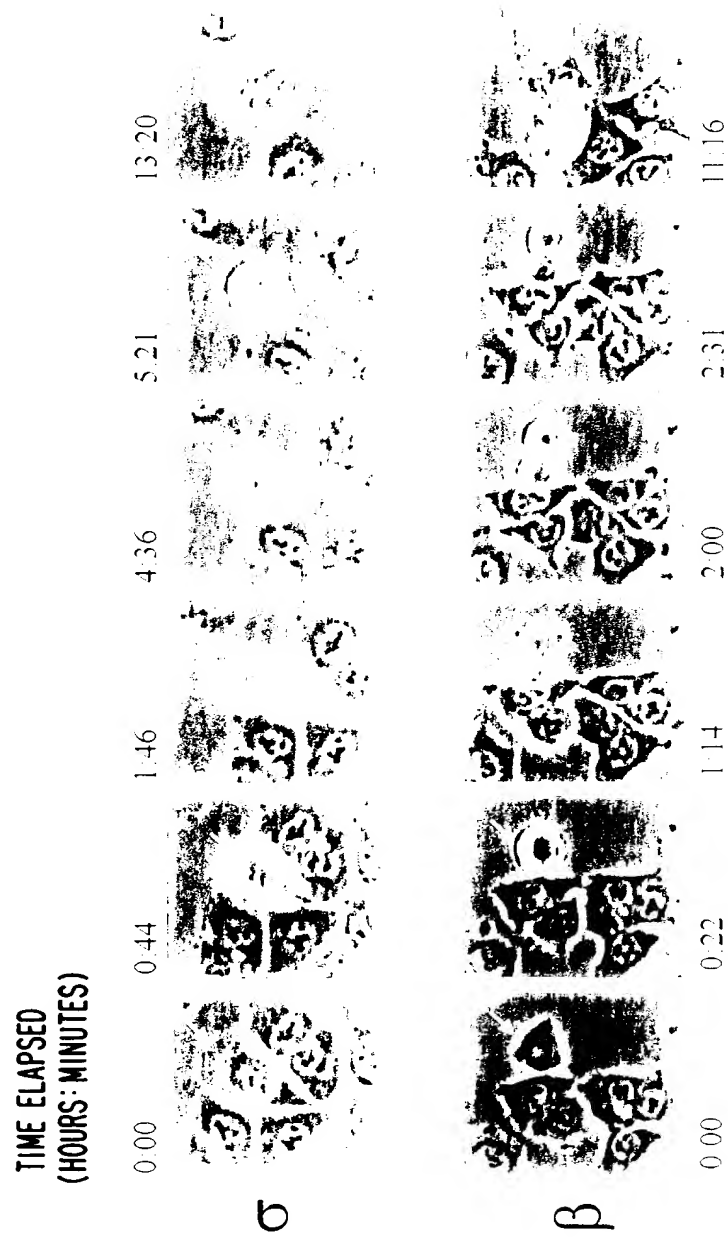 TIME ELAPSED
(HOURS:MINUTES)
0:00 0:44 1:46 4:36 5:21 13:20
σ
β
0:00 0:22 1:14 2:00 2:31 11:16